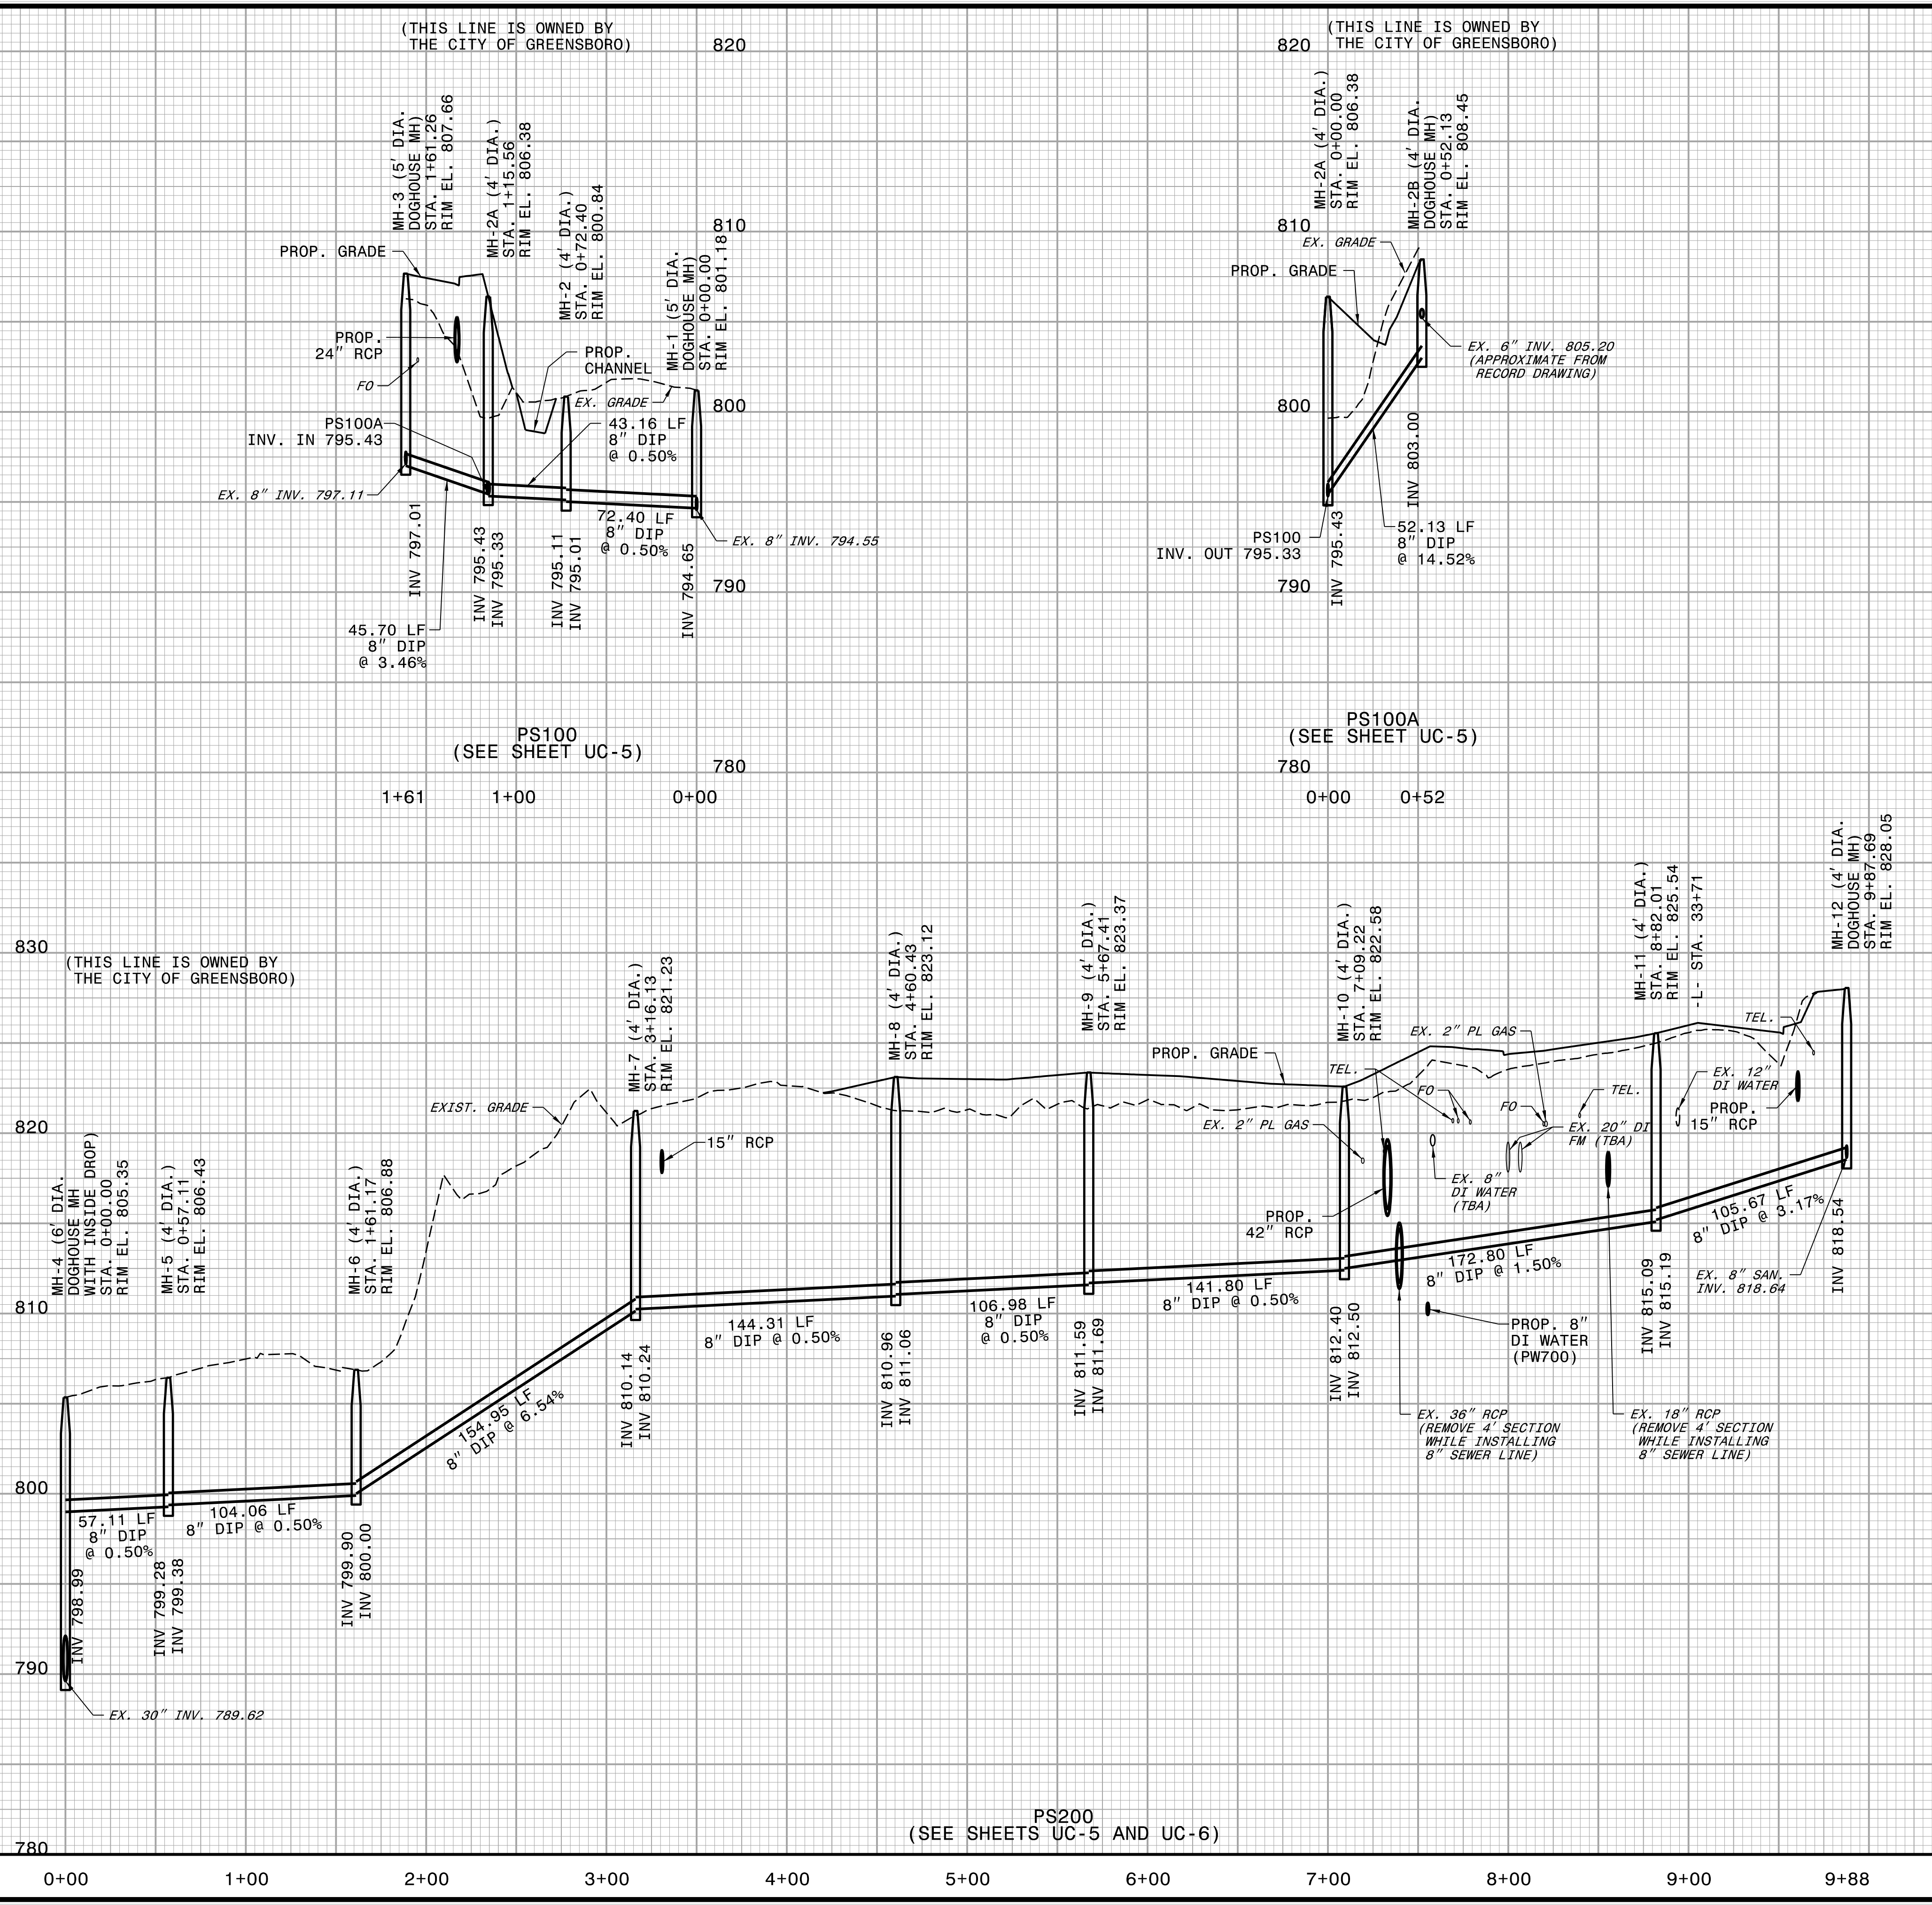 (THIS LINE IS OWNED BY
THE CITY OF GREENSBORO)
820
810
800
790
780
MH-3 (5' DIA.
DOGHOUSE MH)
STA. 1+61.26
RIM EL. 807.66
MH-2A (4' DIA.)
STA. 1+15.56
RIM EL. 806.38
MH-2 (4' DIA.)
STA. 0+72.40
RIM EL. 800.84
MH-1 (5' DIA.
DOGHOUSE MH)
STA. 0+00.00
RIM EL. 801.18
PROP. GRADE
PROP.
24" RCP
FO
PROP.
CHANNEL
EX. GRADE
PS100A
INV. IN 795.43
43.16 LF
8" DIP
@ 0.50%
EX. 8" INV. 797.11
72.40 LF
8" DIP
@ 0.50%
EX. 8" INV. 794.55
INV 797.01
INV 795.43
INV 795.33
INV 795.11
INV 795.01
INV 794.65
45.70 LF
8" DIP
@ 3.46%
PS100
(SEE SHEET UC-5)
1+61
1+00
0+00
(THIS LINE IS OWNED BY
THE CITY OF GREENSBORO)
820
810
800
790
780
MH-2A (4' DIA.)
STA. 0+00.00
RIM EL. 806.38
MH-2B (4' DIA.
DOGHOUSE MH)
STA. 0+52.13
RIM EL. 808.45
EX. GRADE
PROP. GRADE
EX. 6" INV. 805.20
(APPROXIMATE FROM
RECORD DRAWING)
INV 803.00
PS100
INV. OUT 795.33
INV 795.43
52.13 LF
8" DIP
@ 14.52%
PS100A
(SEE SHEET UC-5)
0+00
0+52
830
820
810
800
790
780
(THIS LINE IS OWNED BY
THE CITY OF GREENSBORO)
MH-4 (6' DIA.
DOGHOUSE MH
WITH INSIDE DROP)
STA. 0+00.00
RIM EL. 805.35
MH-5 (4' DIA.)
STA. 0+57.11
RIM EL. 806.43
MH-6 (4' DIA.)
STA. 1+61.17
RIM EL. 806.88
MH-7 (4' DIA.)
STA. 3+16.13
RIM EL. 821.23
MH-8 (4' DIA.)
STA. 4+60.43
RIM EL. 823.12
MH-9 (4' DIA.)
STA. 5+67.41
RIM EL. 823.37
MH-10 (4' DIA.)
STA. 7+09.22
RIM EL. 822.58
MH-11 (4' DIA.)
STA. 8+82.01
RIM EL. 825.54
-L- STA. 33+71
MH-12 (4' DIA.
DOGHOUSE MH)
STA. 9+87.69
RIM EL. 828.05
EXIST. GRADE
15" RCP
PROP. GRADE
TEL.
EX. 2" PL GAS
EX. 2" PL GAS
FO
FO
TEL.
EX. 20" DI
FM (TBA)
EX. 8"
DI WATER
(TBA)
TEL.
EX. 12"
DI WATER
PROP.
15" RCP
PROP.
42" RCP
57.11 LF
8" DIP
@ 0.50%
104.06 LF
8" DIP @ 0.50%
154.95 LF
8" DIP @ 6.54%
144.31 LF
8" DIP @ 0.50%
106.98 LF
8" DIP
@ 0.50%
141.80 LF
8" DIP @ 0.50%
172.80 LF
8" DIP @ 1.50%
105.67 LF
8" DIP @ 3.17%
EX. 8" SAN.
INV. 818.64
PROP. 8"
DI WATER
(PW700)
EX. 36" RCP
(REMOVE 4' SECTION
WHILE INSTALLING
8" SEWER LINE)
EX. 18" RCP
(REMOVE 4' SECTION
WHILE INSTALLING
8" SEWER LINE)
INV 798.99
INV 799.28
INV 799.38
INV 799.90
INV 800.00
INV 810.14
INV 810.24
INV 810.96
INV 811.06
INV 811.59
INV 811.69
INV 812.40
INV 812.50
INV 815.09
INV 815.19
INV 818.54
EX. 30" INV. 789.62
PS200
(SEE SHEETS UC-5 AND UC-6)
0+00
1+00
2+00
3+00
4+00
5+00
6+00
7+00
8+00
9+00
9+88